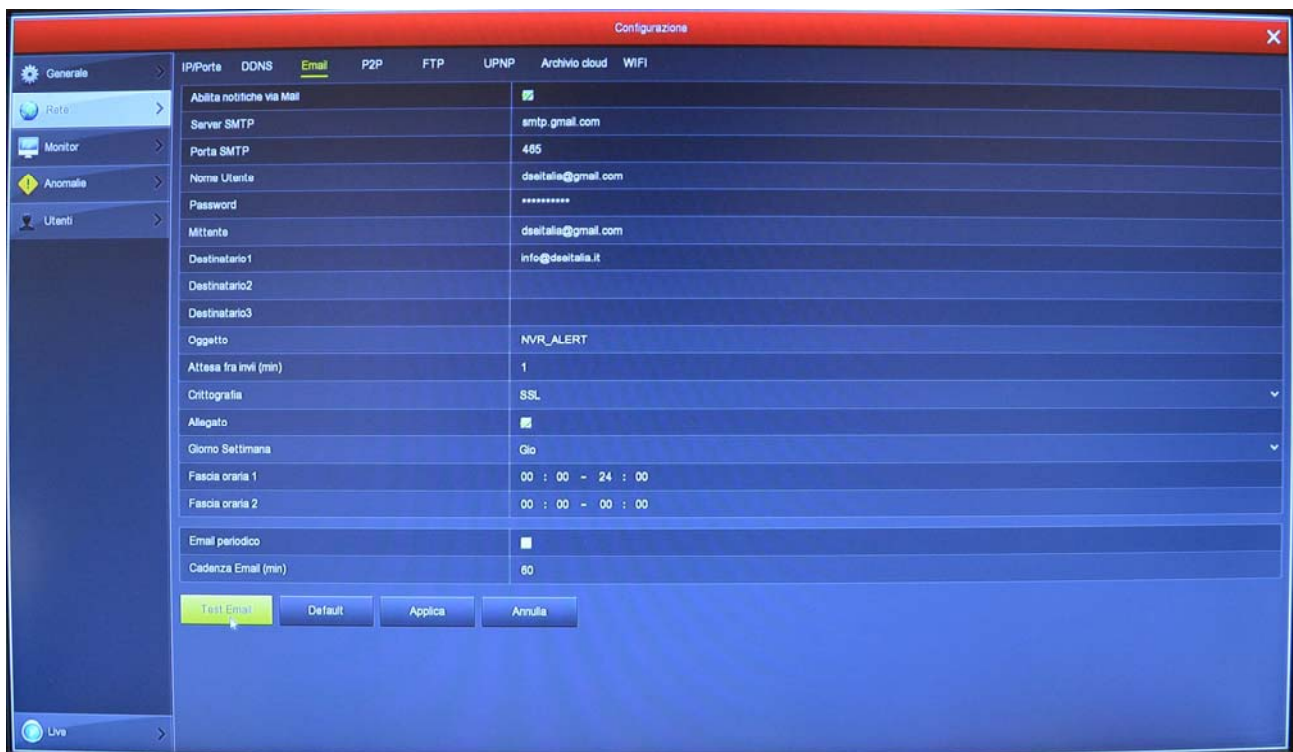 Configurazione
Generale
Rete
Monitor
Anomalie
Utenti
Live
IP/Porte DDNS Email P2P FTP UPNP Archivio cloud WIFI
Abilita notifiche via Mail
Server SMTP smtp.gmail.com
Porta SMTP 465
Nome Utente dseitalia@gmail.com
Password **********
Mittente dseitalia@gmail.com
Destinatario1 info@dseitalia.it
Destinatario2
Destinatario3
Oggetto NVR_ALERT
Attesa fra invii (min) 1
Crittografia SSL
Allegato
Giorno Settimana Gio
Fascia oraria 1 00 : 00 - 24 : 00
Fascia oraria 2 00 : 00 - 00 : 00
Email periodico
Cadenza Email (min) 60
Test Email Default Applica Annulla